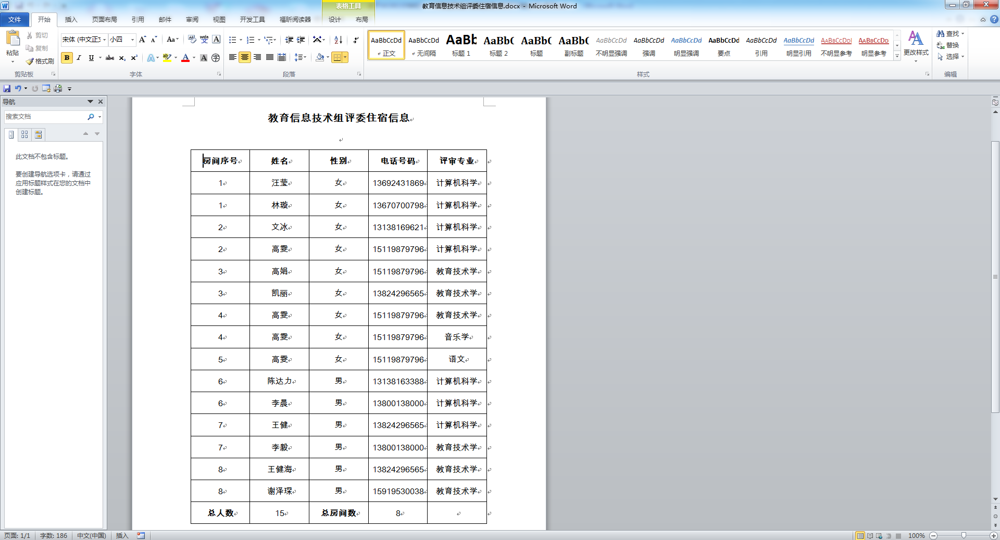 教育信息技术组评委住宿信息.docx - Microsoft Word
表格工具
文件 开始 插入 页面布局 引用 邮件 审阅 视图 开发工具 福昕阅读器 设计 布局
粘贴 剪切 复制 格式刷
宋体 (中文正文 小四
AaBbCcDd AaBbCcDd AaBb AaBbC AaBbC AaBbC AaBbCcDd AaBbCcDd AaBbCcDd AaBbCcDd AaBbCcDd AaBbCcDd AaBbCcDd AaBbCcDd
正文 无间隔 标题 1 标题 2 标题 副标题 不明显强调 强调 明显强调 要点 引用 明显引用 不明显参考 明显参考
更改样式
查找 替换 选择
剪贴板 字体 段落 样式 编辑
导航
搜索文档
此文档不包含标题。
要创建导航选项卡，请通过
应用标题样式在您的文档中
创建标题。
教育信息技术组评委住宿信息
房间序号 姓名 性别 电话号码 评审专业
1 汪莹 女 13692431869 计算机科学
1 林璇 女 13670700798 计算机科学
2 文冰 女 13138169621 计算机科学
2 高雯 女 15119879796 计算机科学
3 高娟 女 15119879796 教育技术学
3 凯丽 女 13824296565 教育技术学
4 高雯 女 15119879796 教育技术学
4 高雯 女 15119879796 音乐学
5 高雯 女 15119879796 语文
6 陈达力 男 13138163388 计算机科学
6 李晨 男 13800138000 计算机科学
7 王健 男 13824296565 计算机科学
7 李毅 男 13800138000 教育技术学
8 王健海 男 13824296565 教育技术学
8 谢泽琛 男 15919530038 教育技术学
总人数 15 总房间数 8
页面: 1/1 字数: 186 中文(中国) 插入 100%